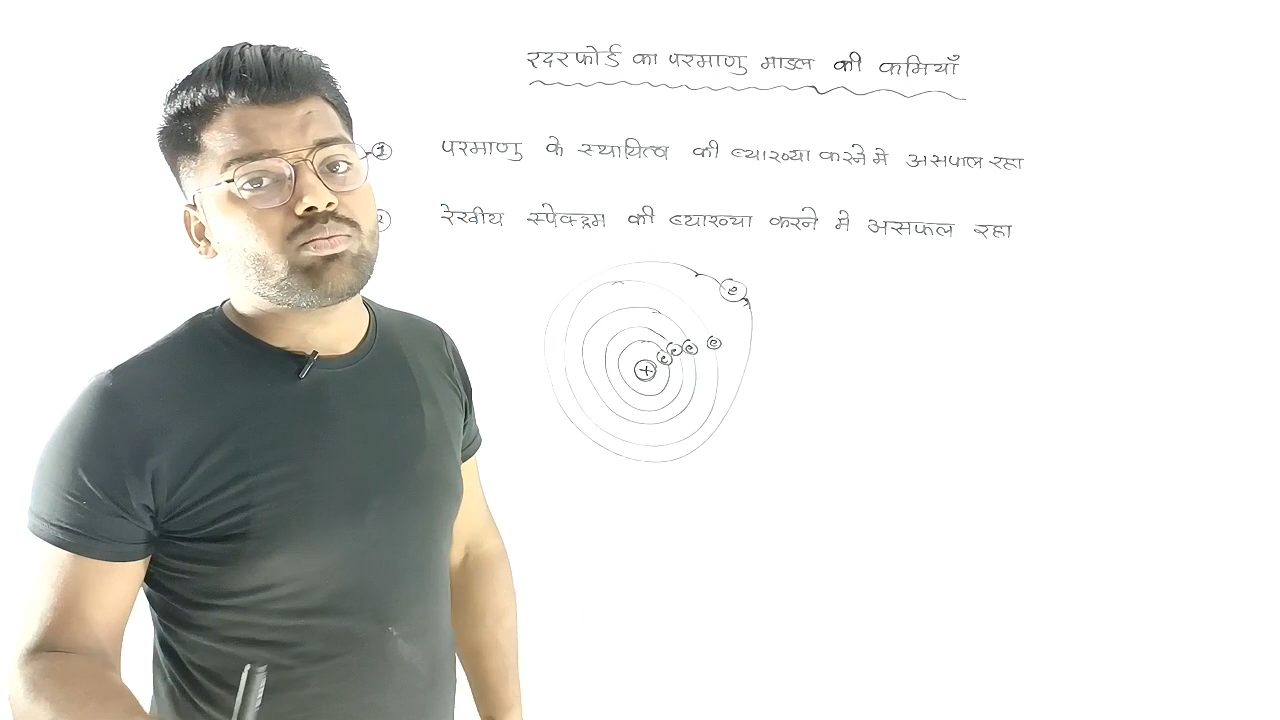 रदरफोर्ड का परमाणु माडल की कमियाँ
① परमाणु के स्थायित्व की व्याख्या करने मे असफल रहा
② रेखीय स्पेक्ट्रम की व्याख्या करने मे असफल रहा
e
e e e e
+